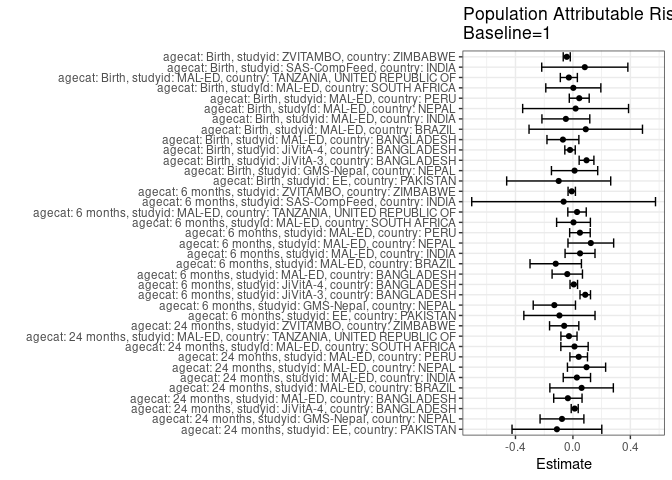 Population Attributable Ris
Baseline=1
agecat: Birth, studyid: ZVITAMBO, country: ZIMBABWE
agecat: Birth, studyid: SAS-CompFeed, country: INDIA
agecat: Birth, studyid: MAL-ED, country: TANZANIA, UNITED REPUBLIC OF
agecat: Birth, studyid: MAL-ED, country: SOUTH AFRICA
agecat: Birth, studyid: MAL-ED, country: PERU
agecat: Birth, studyid: MAL-ED, country: NEPAL
agecat: Birth, studyid: MAL-ED, country: INDIA
agecat: Birth, studyid: MAL-ED, country: BRAZIL
agecat: Birth, studyid: MAL-ED, country: BANGLADESH
agecat: Birth, studyid: JiVitA-4, country: BANGLADESH
agecat: Birth, studyid: JiVitA-3, country: BANGLADESH
agecat: Birth, studyid: GMS-Nepal, country: NEPAL
agecat: Birth, studyid: EE, country: PAKISTAN
agecat: 6 months, studyid: ZVITAMBO, country: ZIMBABWE
agecat: 6 months, studyid: SAS-CompFeed, country: INDIA
agecat: 6 months, studyid: MAL-ED, country: TANZANIA, UNITED REPUBLIC OF
agecat: 6 months, studyid: MAL-ED, country: SOUTH AFRICA
agecat: 6 months, studyid: MAL-ED, country: PERU
agecat: 6 months, studyid: MAL-ED, country: NEPAL
agecat: 6 months, studyid: MAL-ED, country: INDIA
agecat: 6 months, studyid: MAL-ED, country: BRAZIL
agecat: 6 months, studyid: MAL-ED, country: BANGLADESH
agecat: 6 months, studyid: JiVitA-4, country: BANGLADESH
agecat: 6 months, studyid: JiVitA-3, country: BANGLADESH
agecat: 6 months, studyid: GMS-Nepal, country: NEPAL
agecat: 6 months, studyid: EE, country: PAKISTAN
agecat: 24 months, studyid: ZVITAMBO, country: ZIMBABWE
agecat: 24 months, studyid: MAL-ED, country: TANZANIA, UNITED REPUBLIC OF
agecat: 24 months, studyid: MAL-ED, country: SOUTH AFRICA
agecat: 24 months, studyid: MAL-ED, country: PERU
agecat: 24 months, studyid: MAL-ED, country: NEPAL
agecat: 24 months, studyid: MAL-ED, country: INDIA
agecat: 24 months, studyid: MAL-ED, country: BRAZIL
agecat: 24 months, studyid: MAL-ED, country: BANGLADESH
agecat: 24 months, studyid: JiVitA-4, country: BANGLADESH
agecat: 24 months, studyid: GMS-Nepal, country: NEPAL
agecat: 24 months, studyid: EE, country: PAKISTAN
-0.4 0.0 0.4
Estimate